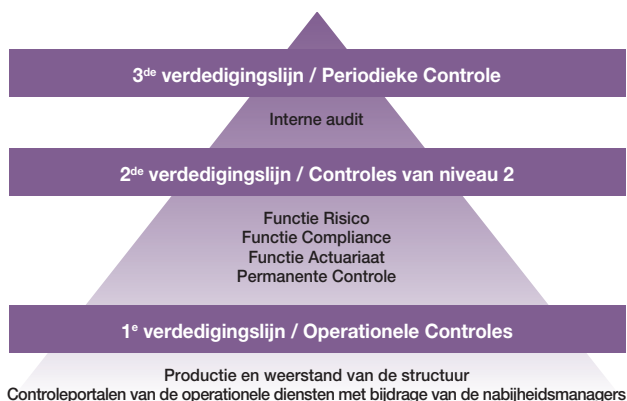 3de verdedigingslijn / Periodieke Controle
Interne audit
2de verdedigingslijn / Controles van niveau 2
Functie Risico
Functie Compliance
Functie Actuariaat
Permanente Controle
1e verdedigingslijn / Operationele Controles
Productie en weerstand van de structuur
Controleportalen van de operationele diensten met bijdrage van de nabijheidsmanagers